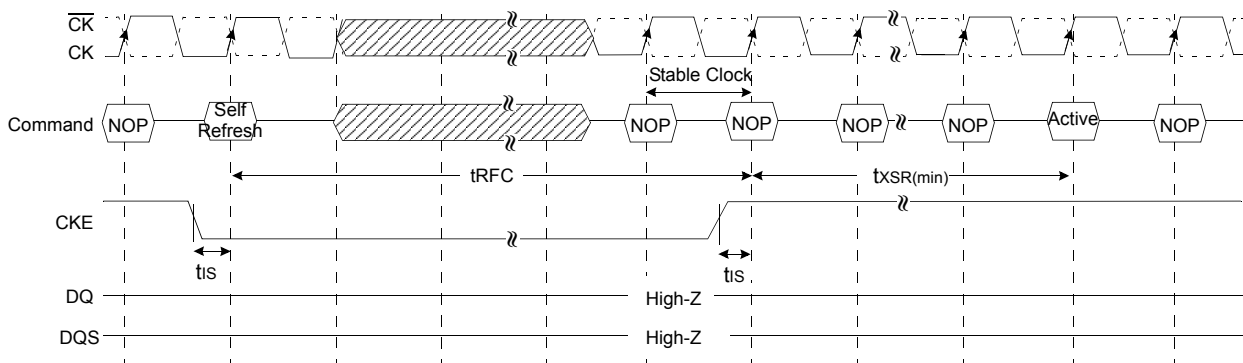 CK
CK
Stable Clock
Command NOP Self Refresh NOP NOP NOP NOP Active NOP
tRFC tXSR(min)
CKE
tIS tIS
DQ High-Z
DQS High-Z